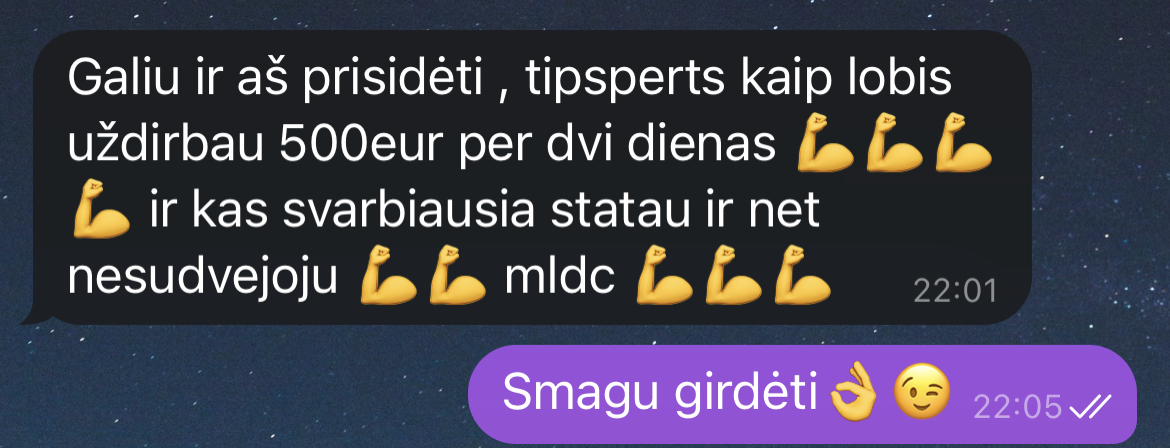 Galiu ir aš prisidėti , tipsperts kaip lobis
uždirbau 500eur per dvi dienas 💪💪💪
💪 ir kas svarbiausia statau ir net
nesudvejoju 💪💪 mldc 💪💪💪
22:01
Smagu girdėti👌😉
22:05